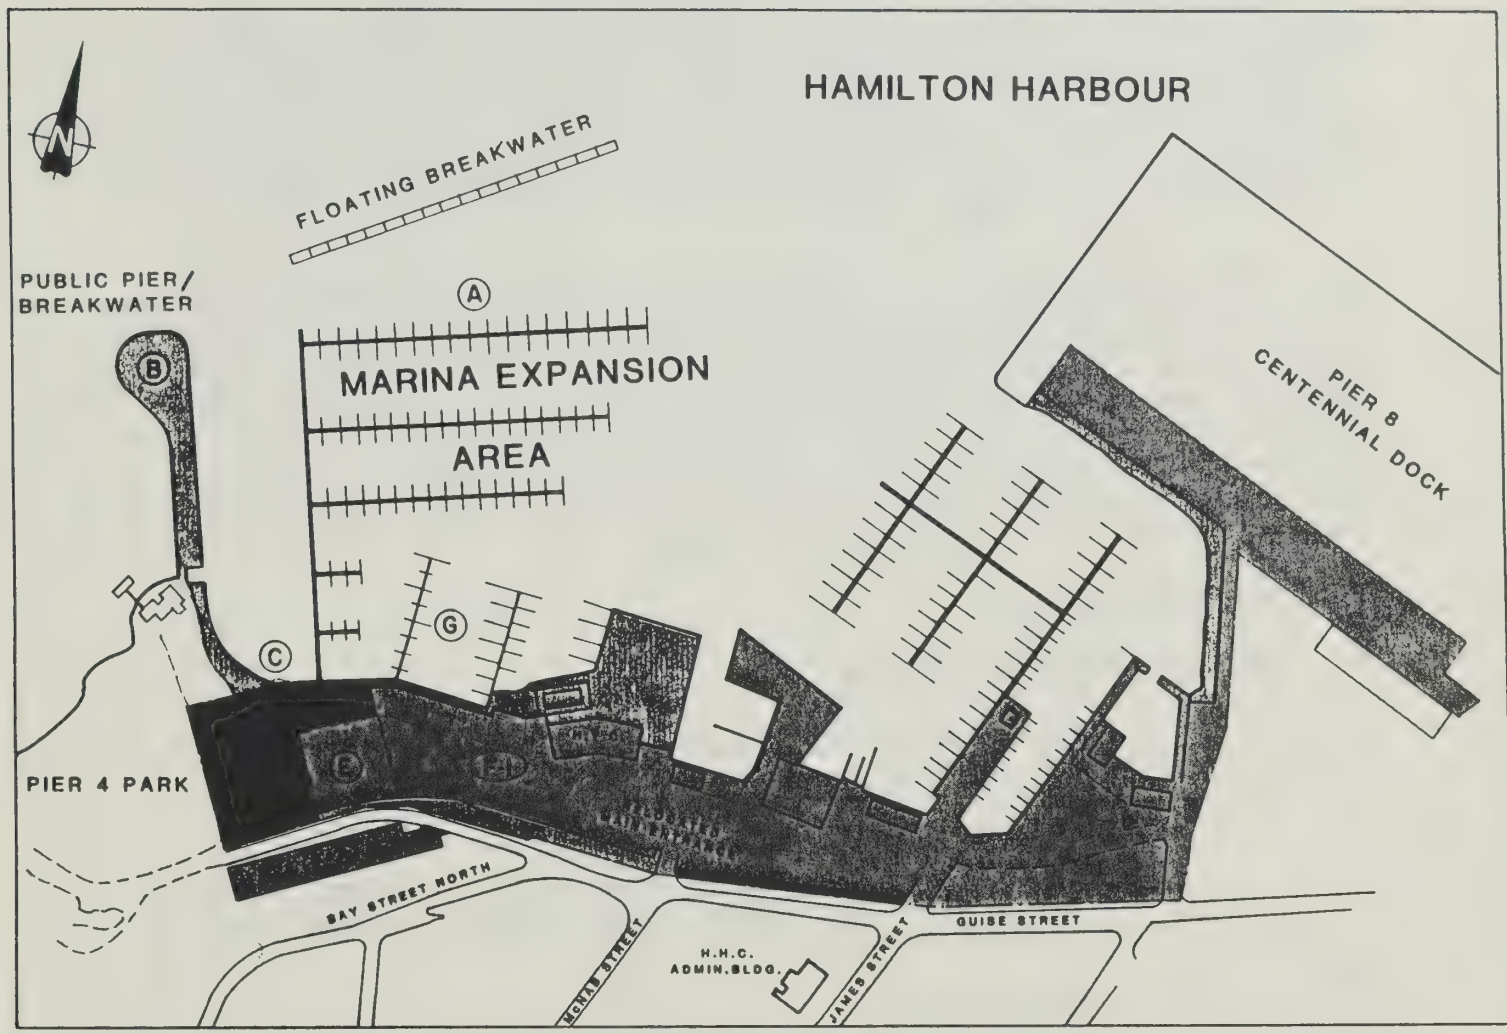 HAMILTON HARBOUR
N
FLOATING BREAKWATER
PUBLIC PIER/
BREAKWATER
A
B
MARINA EXPANSION
AREA
PIER 8
CENTENNIAL DOCK
G
C
PIER 4 PARK
E
F-1
BAY STREET NORTH
McNAB STREET
H.H.C.
ADMIN.BLDG.
JAMES STREET
GUISE STREET